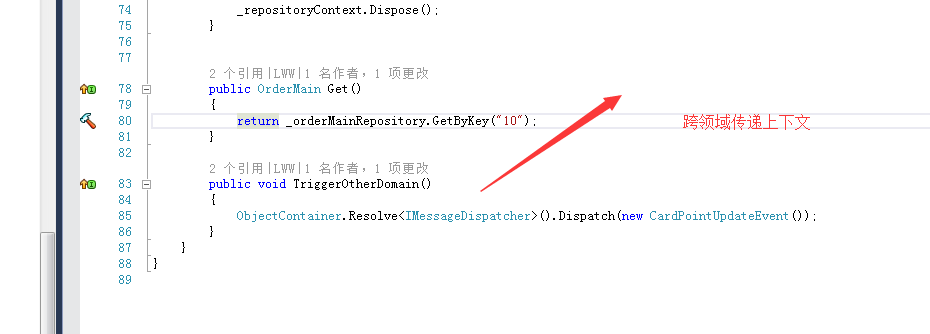 74 _repositoryContext.Dispose();
75 }
76
77
2 个引用|LWW|1 名作者，1 项更改
78 public OrderMain Get()
79 {
80 return _orderMainRepository.GetByKey("10"); 跨领域传递上下文
81 }
82
2 个引用|LWW|1 名作者，1 项更改
83 public void TriggerOtherDomain()
84 {
85 ObjectContainer.Resolve<IMessageDispatcher>().Dispatch(new CardPointUpdateEvent());
86 }
87 }
88 }
89